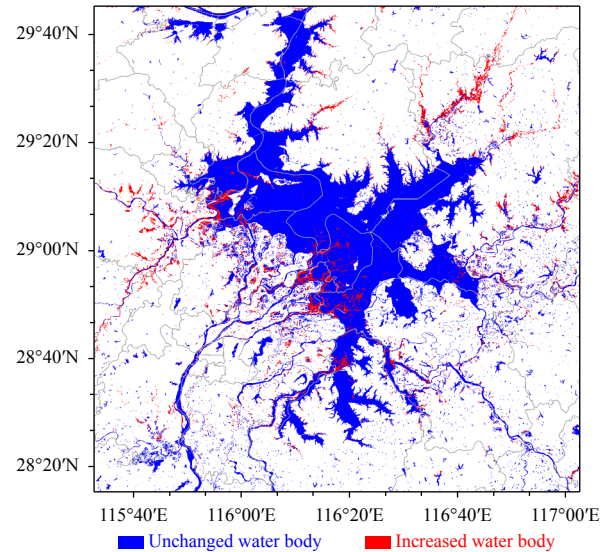 29°40′N
29°20′N
29°00′N
28°40′N
28°20′N
115°40′E 116°00′E 116°20′E 116°40′E 117°00′E
Unchanged water body Increased water body